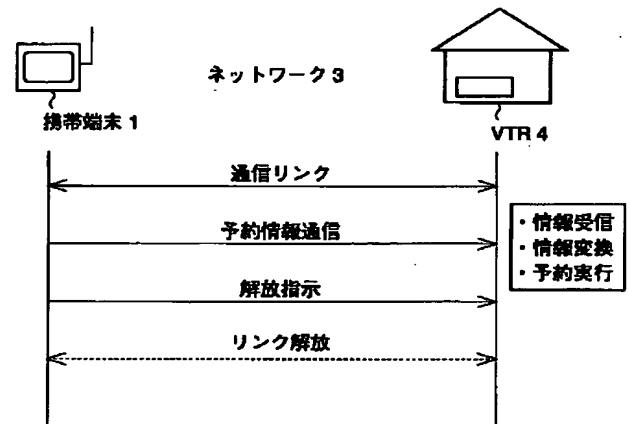 ネットワーク3
携帯端末1
VTR 4
通信リンク
予約情報通信
・情報受信
・情報変換
・予約実行
解放指示
リンク解放